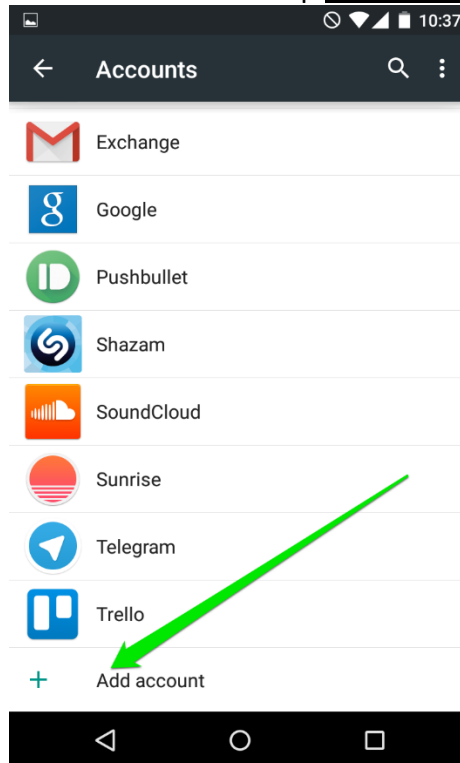 10:37
Accounts
Exchange
Google
Pushbullet
Shazam
SoundCloud
Sunrise
Telegram
Trello
+ Add account